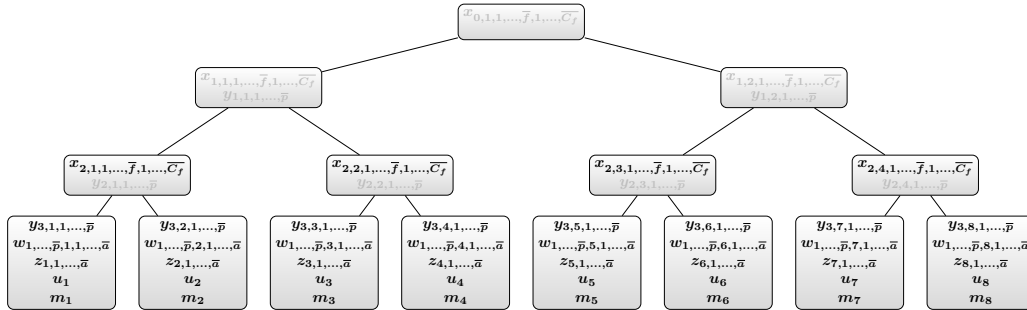 x_{0,1,1,...,\overline{f},1,...,\overline{C_f}}
x_{1,1,1,...,\overline{f},1,...,\overline{C_f}}
y_{1,1,1,...,\overline{p}}
x_{1,2,1,...,\overline{f},1,...,\overline{C_f}}
y_{1,2,1,...,\overline{p}}
x_{2,1,1,...,\overline{f},1,...,\overline{C_f}}
y_{2,1,1,...,\overline{p}}
x_{2,2,1,...,\overline{f},1,...,\overline{C_f}}
y_{2,2,1,...,\overline{p}}
x_{2,3,1,...,\overline{f},1,...,\overline{C_f}}
y_{2,3,1,...,\overline{p}}
x_{2,4,1,...,\overline{f},1,...,\overline{C_f}}
y_{2,4,1,...,\overline{p}}
y_{3,1,1,...,\overline{p}}
w_{1,...,\overline{p},1,1,...,\overline{a}}
z_{1,1,...,\overline{a}}
u_1
m_1
y_{3,2,1,...,\overline{p}}
w_{1,...,\overline{p},2,1,...,\overline{a}}
z_{2,1,...,\overline{a}}
u_2
m_2
y_{3,3,1,...,\overline{p}}
w_{1,...,\overline{p},3,1,...,\overline{a}}
z_{3,1,...,\overline{a}}
u_3
m_3
y_{3,4,1,...,\overline{p}}
w_{1,...,\overline{p},4,1,...,\overline{a}}
z_{4,1,...,\overline{a}}
u_4
m_4
y_{3,5,1,...,\overline{p}}
w_{1,...,\overline{p},5,1,...,\overline{a}}
z_{5,1,...,\overline{a}}
u_5
m_5
y_{3,6,1,...,\overline{p}}
w_{1,...,\overline{p},6,1,...,\overline{a}}
z_{6,1,...,\overline{a}}
u_6
m_6
y_{3,7,1,...,\overline{p}}
w_{1,...,\overline{p},7,1,...,\overline{a}}
z_{7,1,...,\overline{a}}
u_7
m_7
y_{3,8,1,...,\overline{p}}
w_{1,...,\overline{p},8,1,...,\overline{a}}
z_{8,1,...,\overline{a}}
u_8
m_8